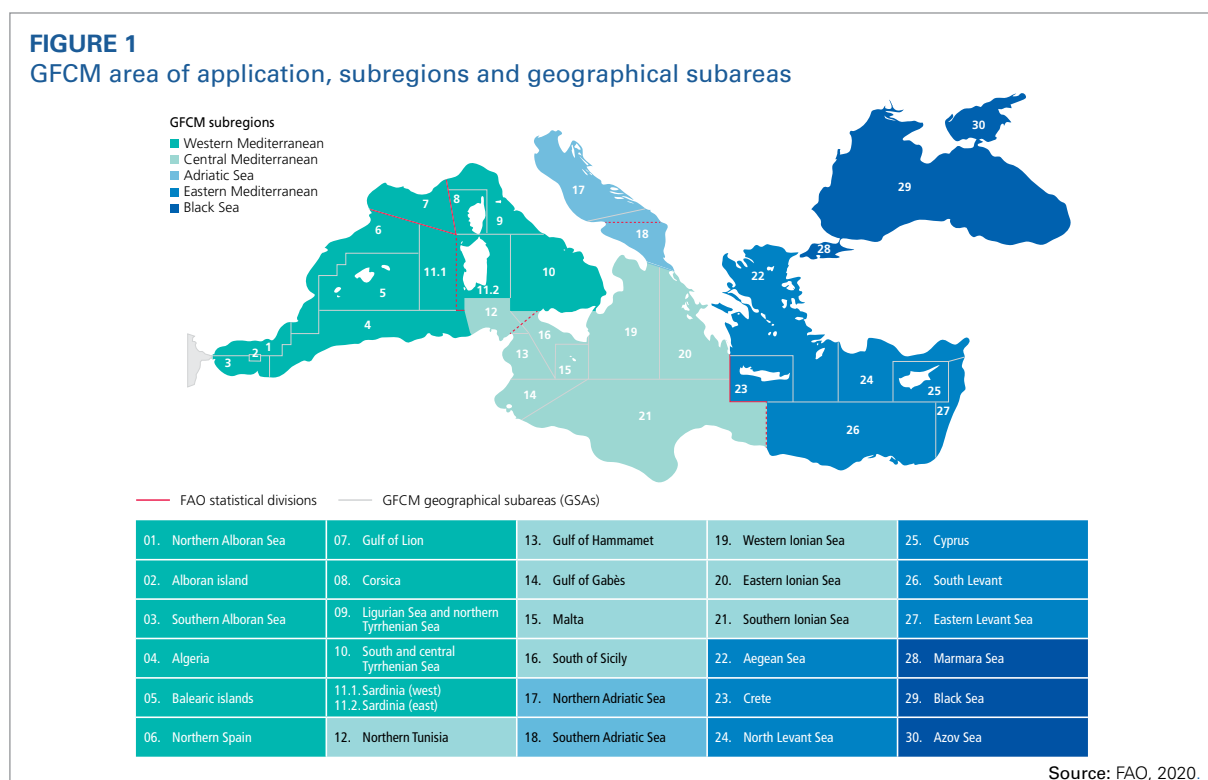 FIGURE 1
GFCM area of application, subregions and geographical subareas
GFCM subregions
Western Mediterranean
Central Mediterranean
Adriatic Sea
Eastern Mediterranean
Black Sea
30
29
17
7
8
9
18
28
6
22
11.1
10
5
11.2
12
4
16
19
20
1
2
3
13
15
14
23
24
25
27
21
26
FAO statistical divisions
GFCM geographical subareas (GSAs)
01. Northern Alboran Sea
02. Alboran island
03. Southern Alboran Sea
04. Algeria
05. Balearic islands
06. Northern Spain
07. Gulf of Lion
08. Corsica
09. Ligurian Sea and northern
Tyrrhenian Sea
10. South and central
Tyrrhenian Sea
11.1. Sardinia (west)
11.2. Sardinia (east)
12. Northern Tunisia
13. Gulf of Hammamet
14. Gulf of Gabès
15. Malta
16. South of Sicily
17. Northern Adriatic Sea
18. Southern Adriatic Sea
19. Western Ionian Sea
20. Eastern Ionian Sea
21. Southern Ionian Sea
22. Aegean Sea
23. Crete
24. North Levant Sea
25. Cyprus
26. South Levant
27. Eastern Levant Sea
28. Marmara Sea
29. Black Sea
30. Azov Sea
Source: FAO, 2020.